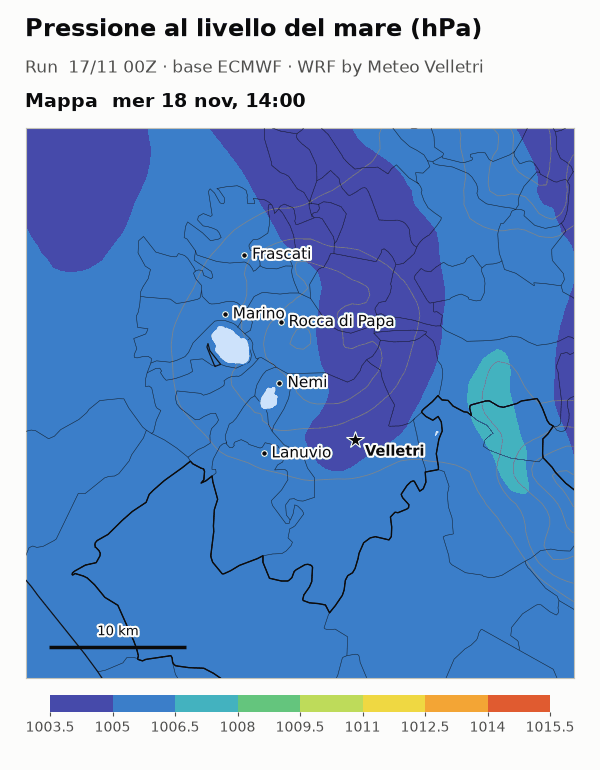 Pressione al livello del mare (hPa)
Run  17/11 00Z · base ECMWF · WRF by Meteo Velletri
Mappa  mer 18 nov, 14:00
Frascati
Marino
Rocca di Papa
Nemi
Velletri
Lanuvio
10 km
1003.5 1005 1006.5 1008 1009.5 1011 1012.5 1014 1015.5